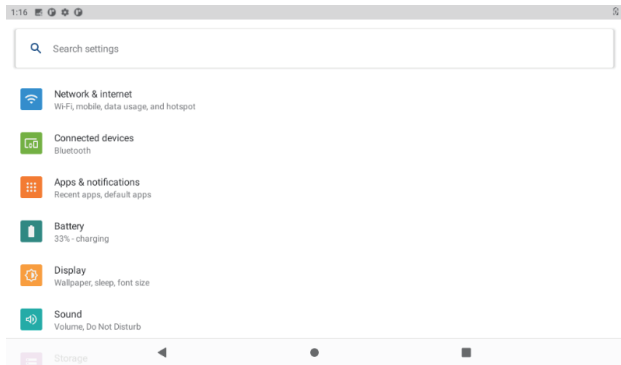 1:16
Search settings
Network & internet
Wi-Fi, mobile, data usage, and hotspot
Connected devices
Bluetooth
Apps & notifications
Recent apps, default apps
Battery
33% - charging
Display
Wallpaper, sleep, font size
Sound
Volume, Do Not Disturb
Storage